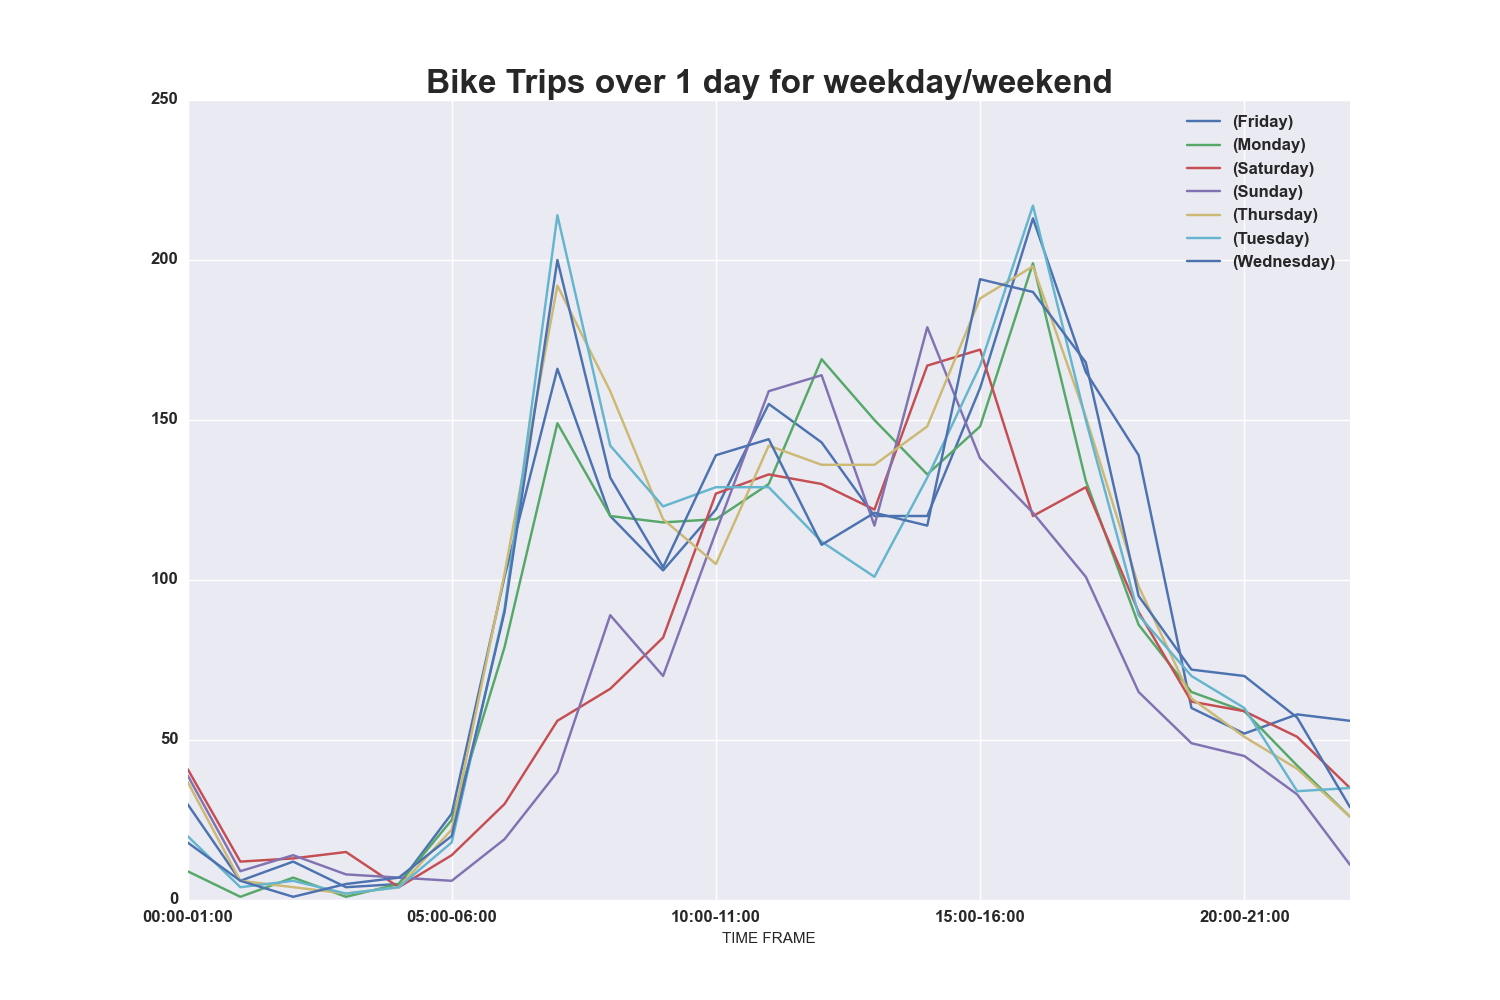 Bike Trips over 1 day for weekday/weekend
250
200
150
100
50
0
(Friday)
(Monday)
(Saturday)
(Sunday)
(Thursday)
(Tuesday)
(Wednesday)
00:00-01:00 05:00-06:00 10:00-11:00 15:00-16:00 20:00-21:00
TIME FRAME